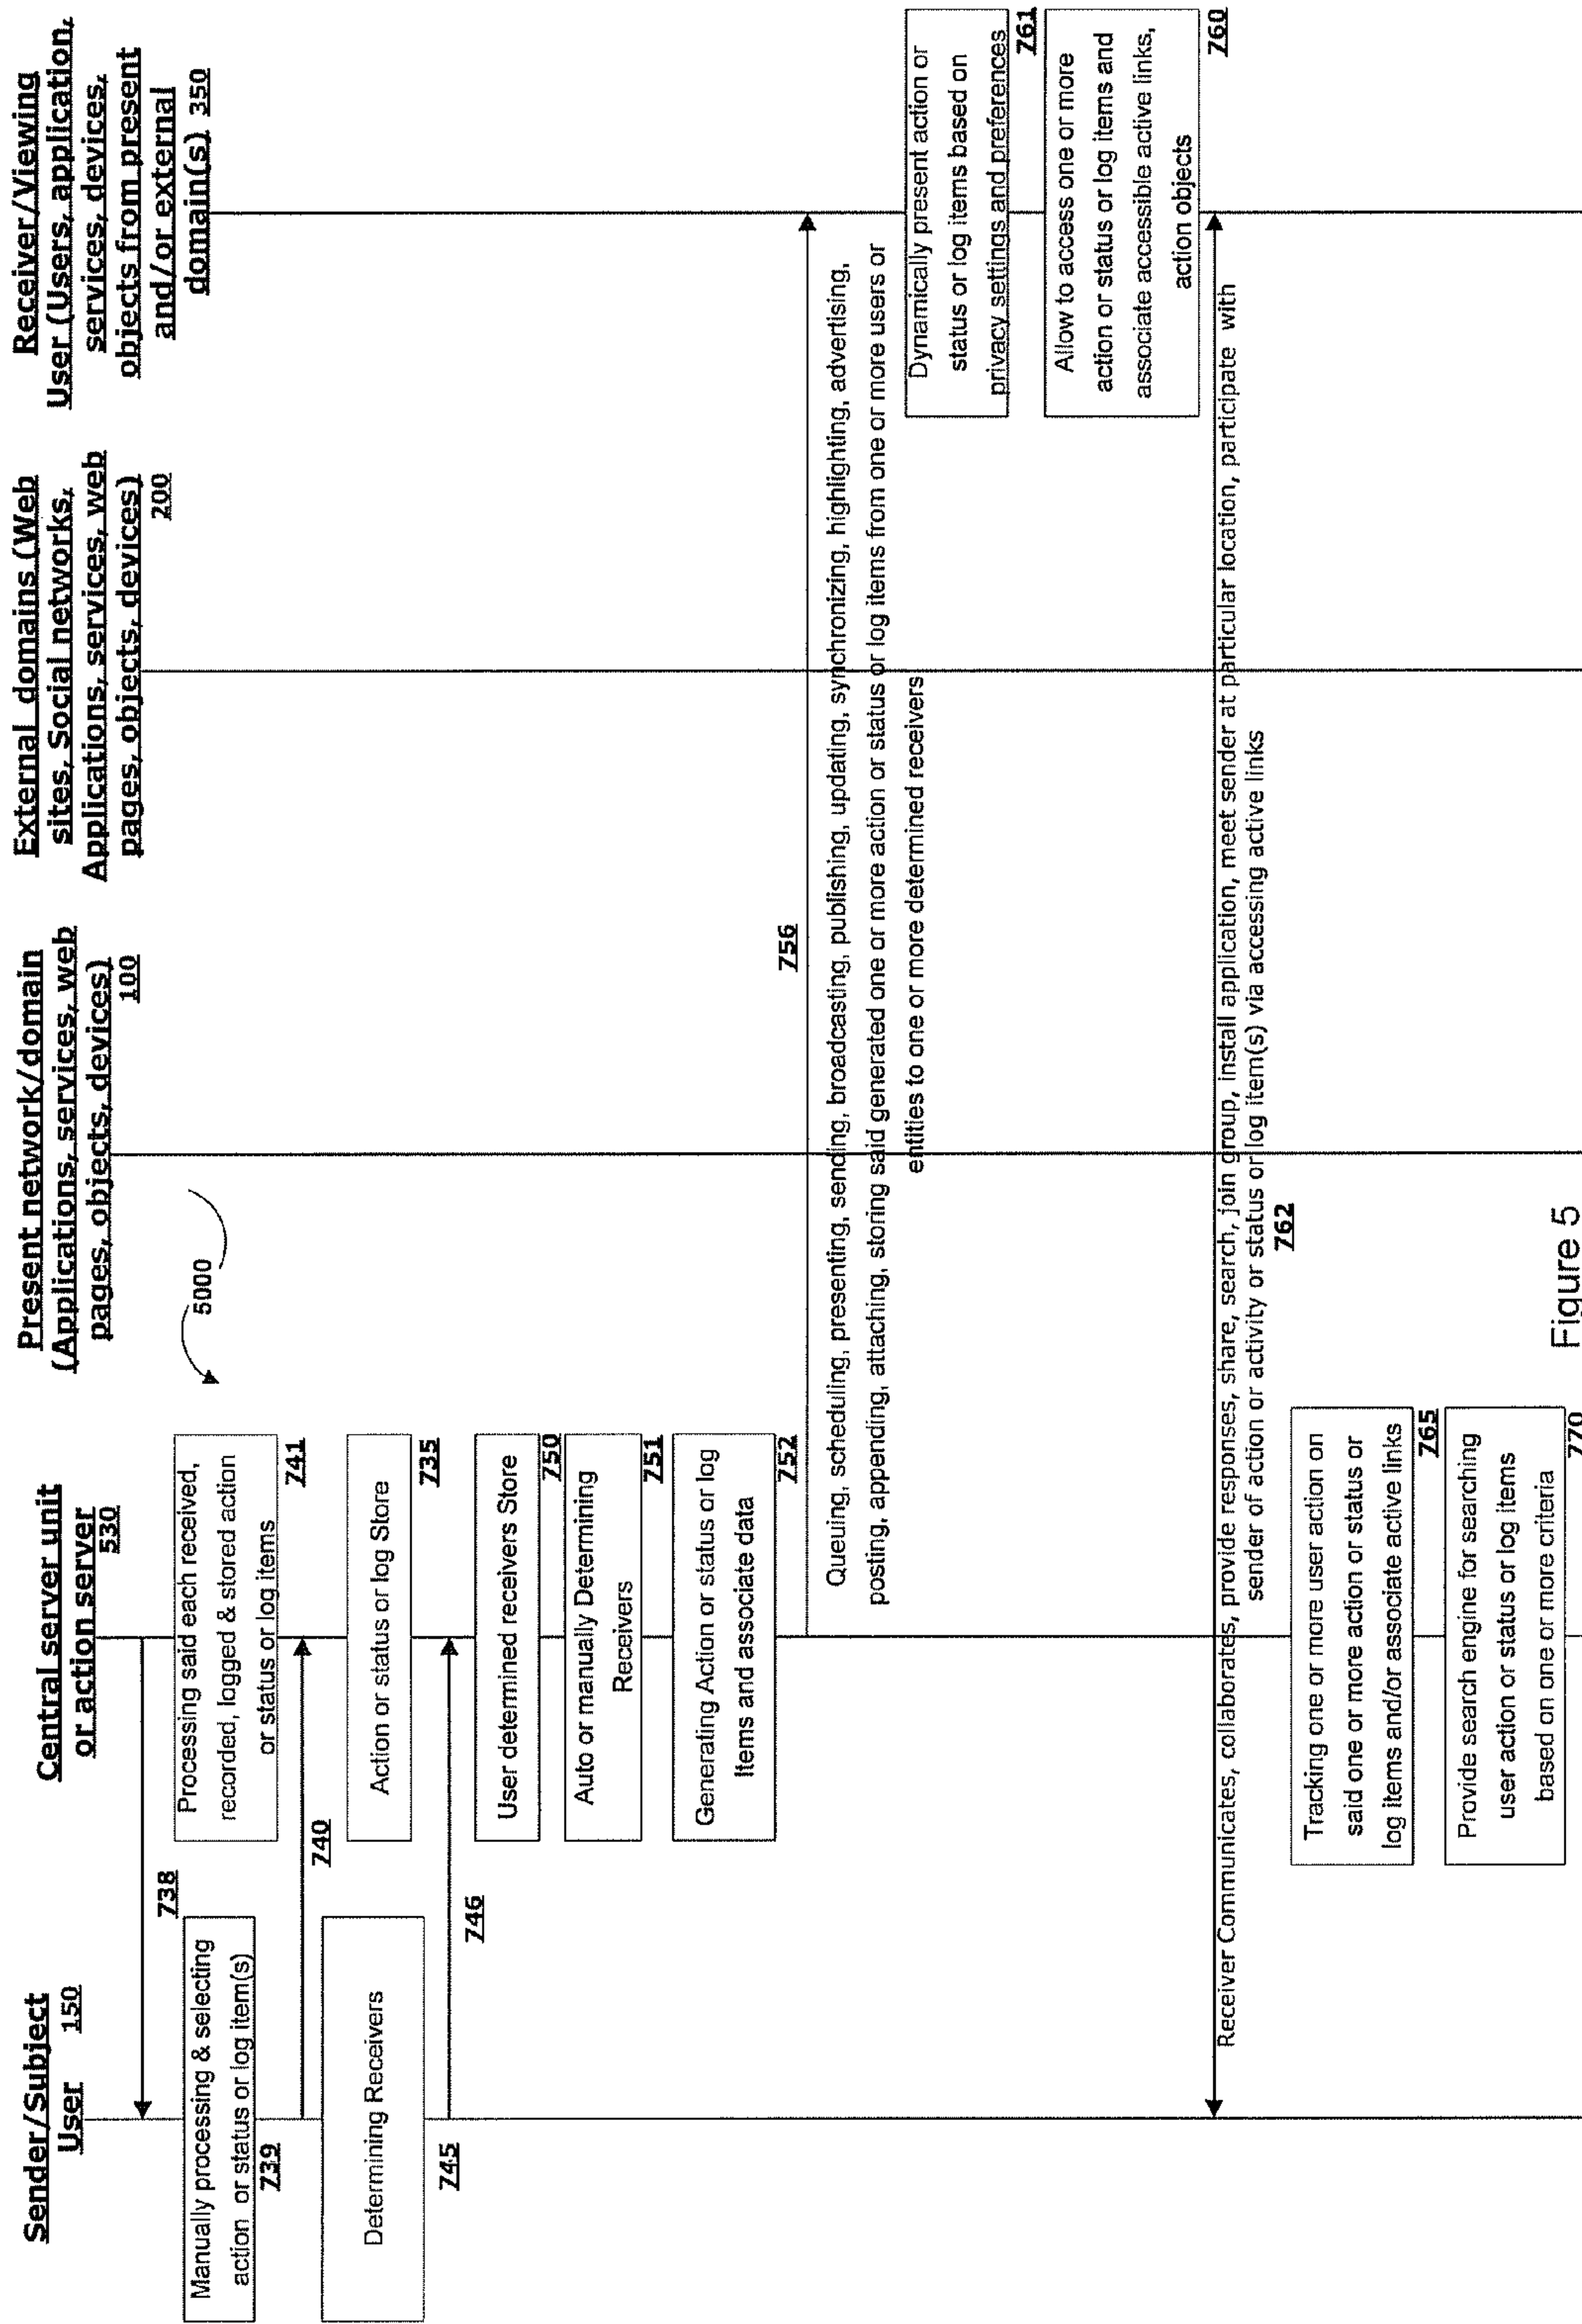 Sender/Subject
User 150
Central server unit
or action server
530
Present network/domain
(Applications, services, web
pages, objects, devices)
100
External domains (Web
sites, Social networks,
Applications, services, web
pages, objects, devices)
200
Receiver/Viewing
User (Users, application,
services, devices,
objects from present
and/or external
domain(s) 350
5000
738
Manually processing & selecting
action or status or log item(s)
739
Processing said each received,
recorded, logged & stored action
or status or log items
741
740
Determining Receivers
745
Action or status or log Store
735
746
User determined receivers Store
750
Auto or manually Determining
Receivers
751
Generating Action or status or log
Items and associate data
752
756
Queuing, scheduling, presenting, sending, broadcasting, publishing, updating, synchronizing, highlighting, advertising,
posting, appending, attaching, storing said generated one or more action or status or log items from one or more users or
entities to one or more determined receivers
Dynamically present action or
status or log items based on
privacy settings and preferences
761
Allow to access one or more
action or status or log items and
associate accessible active links,
action objects
760
Receiver Communicates, collaborates, provide responses, share, search, join group, install application, meet sender at particular location, participate with
sender of action or activity or status or log item(s) via accessing active links
762
Tracking one or more user action on
said one or more action or status or
log items and/or associate active links
765
Provide search engine for searching
user action or status or log items
based on one or more criteria
770
Figure 5